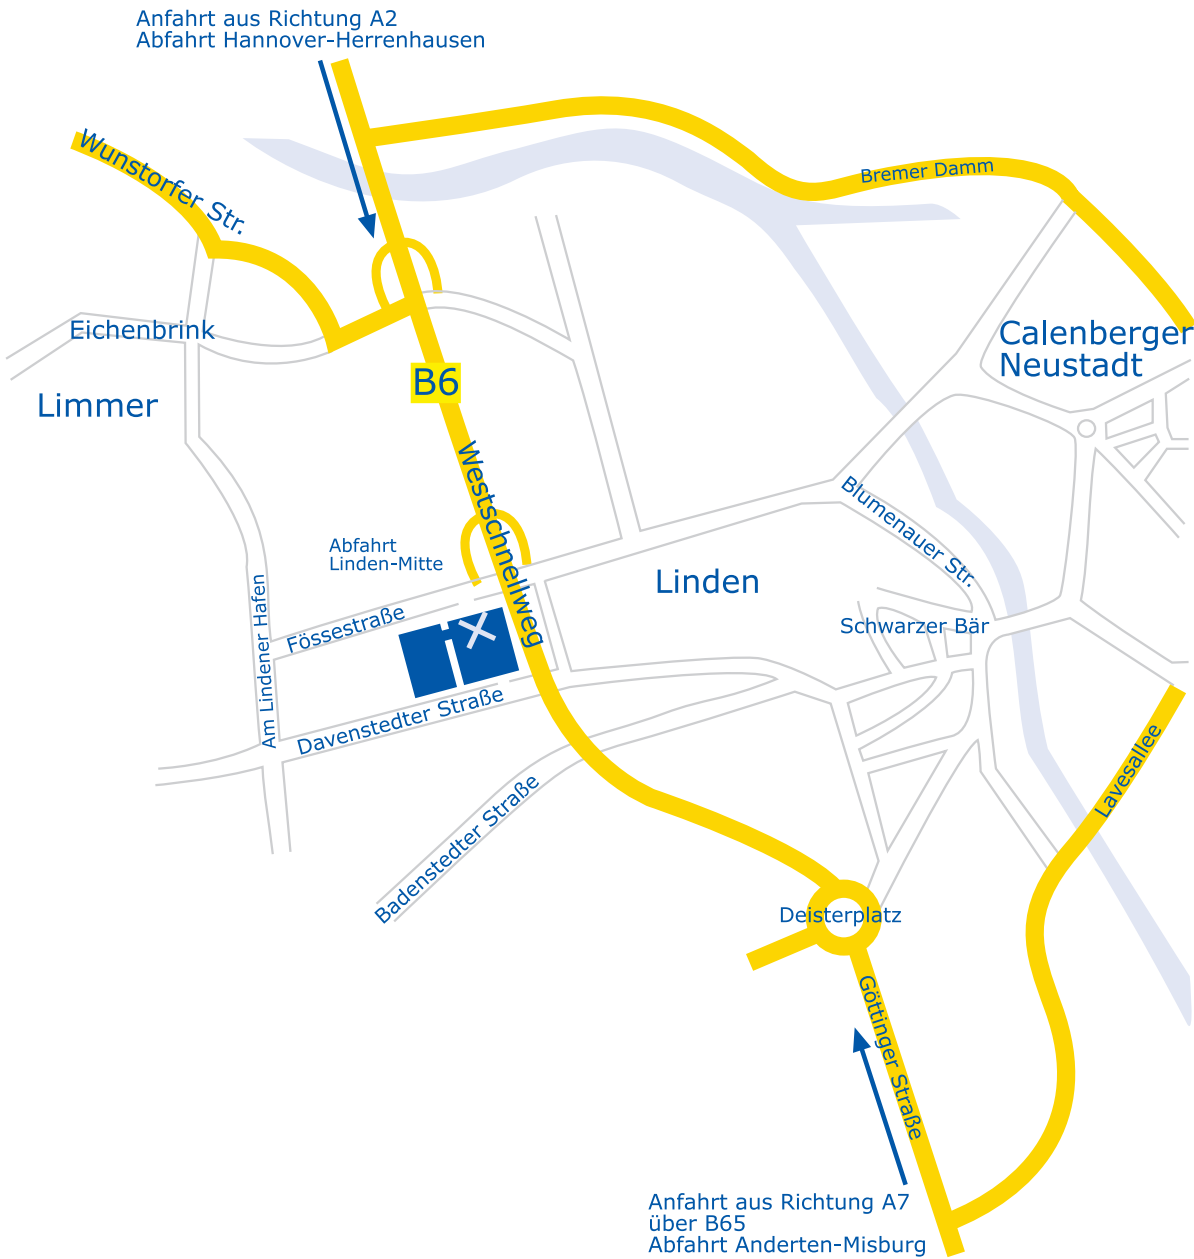 Anfahrt aus Richtung A2
Abfahrt Hannover-Herrenhausen
Wunstorfer Str.
Bremer Damm
Eichenbrink
Calenberger
Neustadt
B6
Limmer
Westschnellweg
Blumenauer Str.
Abfahrt
Linden-Mitte
Linden
Am Lindener Hafen
Fössestraße
Schwarzer Bär
Davenstedter Straße
Lavesallee
Badenstedter Straße
Deisterplatz
Göttinger Straße
Anfahrt aus Richtung A7
über B65
Abfahrt Anderten-Misburg